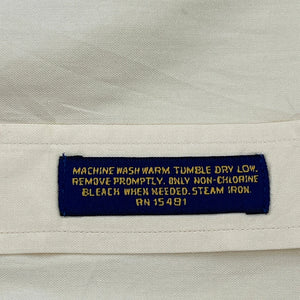 MACHINE WASH WARM TUMBLE DRY LOW.
REMOVE PROMPTLY. ONLY NON-CHLORINE
BLEACH WHEN NEEDED. STEAM IRON.
RN 15491